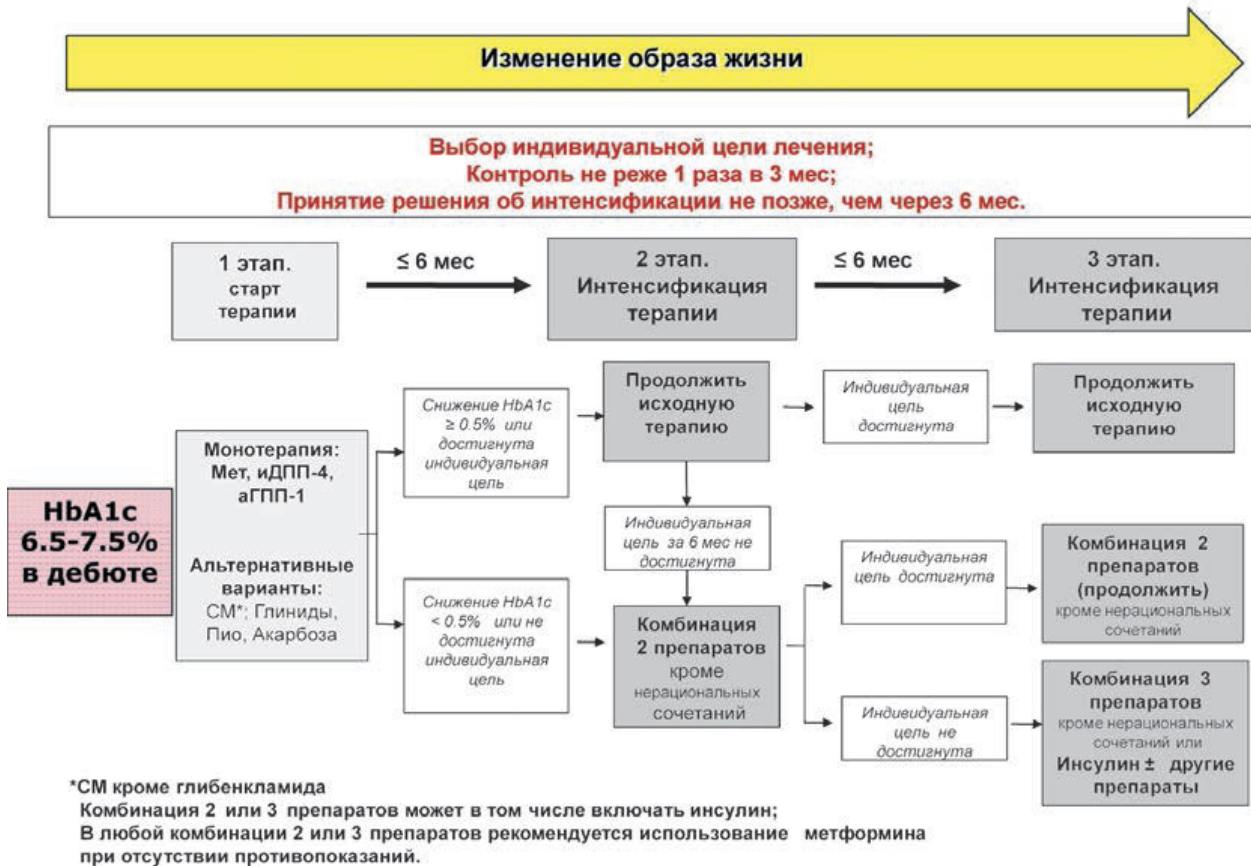 Изменение образа жизни
Выбор индивидуальной цели лечения;
Контроль не реже 1 раза в 3 мес;
Принятие решения об интенсификации не позже, чем через 6 мес.
1 этап.
старт
терапии
≤ 6 мес
2 этап.
Интенсификация
терапии
≤ 6 мес
3 этап.
Интенсификация
терапии
HbA1c
6.5-7.5%
в дебюте
Монотерапия:
Мет, иДПП-4,
аГПП-1
Альтернативные
варианты:
СМ*; Глиниды,
Пио, Акарбоза
Снижение HbA1c
≥ 0.5% или
достигнута
индивидуальная
цель
Продолжить
исходную
терапию
Индивидуальная
цель
достигнута
Продолжить
исходную
терапию
Индивидуальная
цель за 6 мес не
достигнута
Снижение HbA1c
< 0.5% или не
достигнута
индивидуальная
цель
Комбинация
2 препаратов
кроме
нерациональных
сочетаний
Индивидуальная
цель достигнута
Комбинация 2
препаратов
(продолжить)
кроме нерациональных
сочетаний
Индивидуальная
цель не
достигнута
Комбинация 3
препаратов
кроме нерациональных
сочетаний или
Инсулин ± другие
препараты
*СМ кроме глибенкламида
Комбинация 2 или 3 препаратов может в том числе включать инсулин;
В любой комбинации 2 или 3 препаратов рекомендуется использование метформина
при отсутствии противопоказаний.